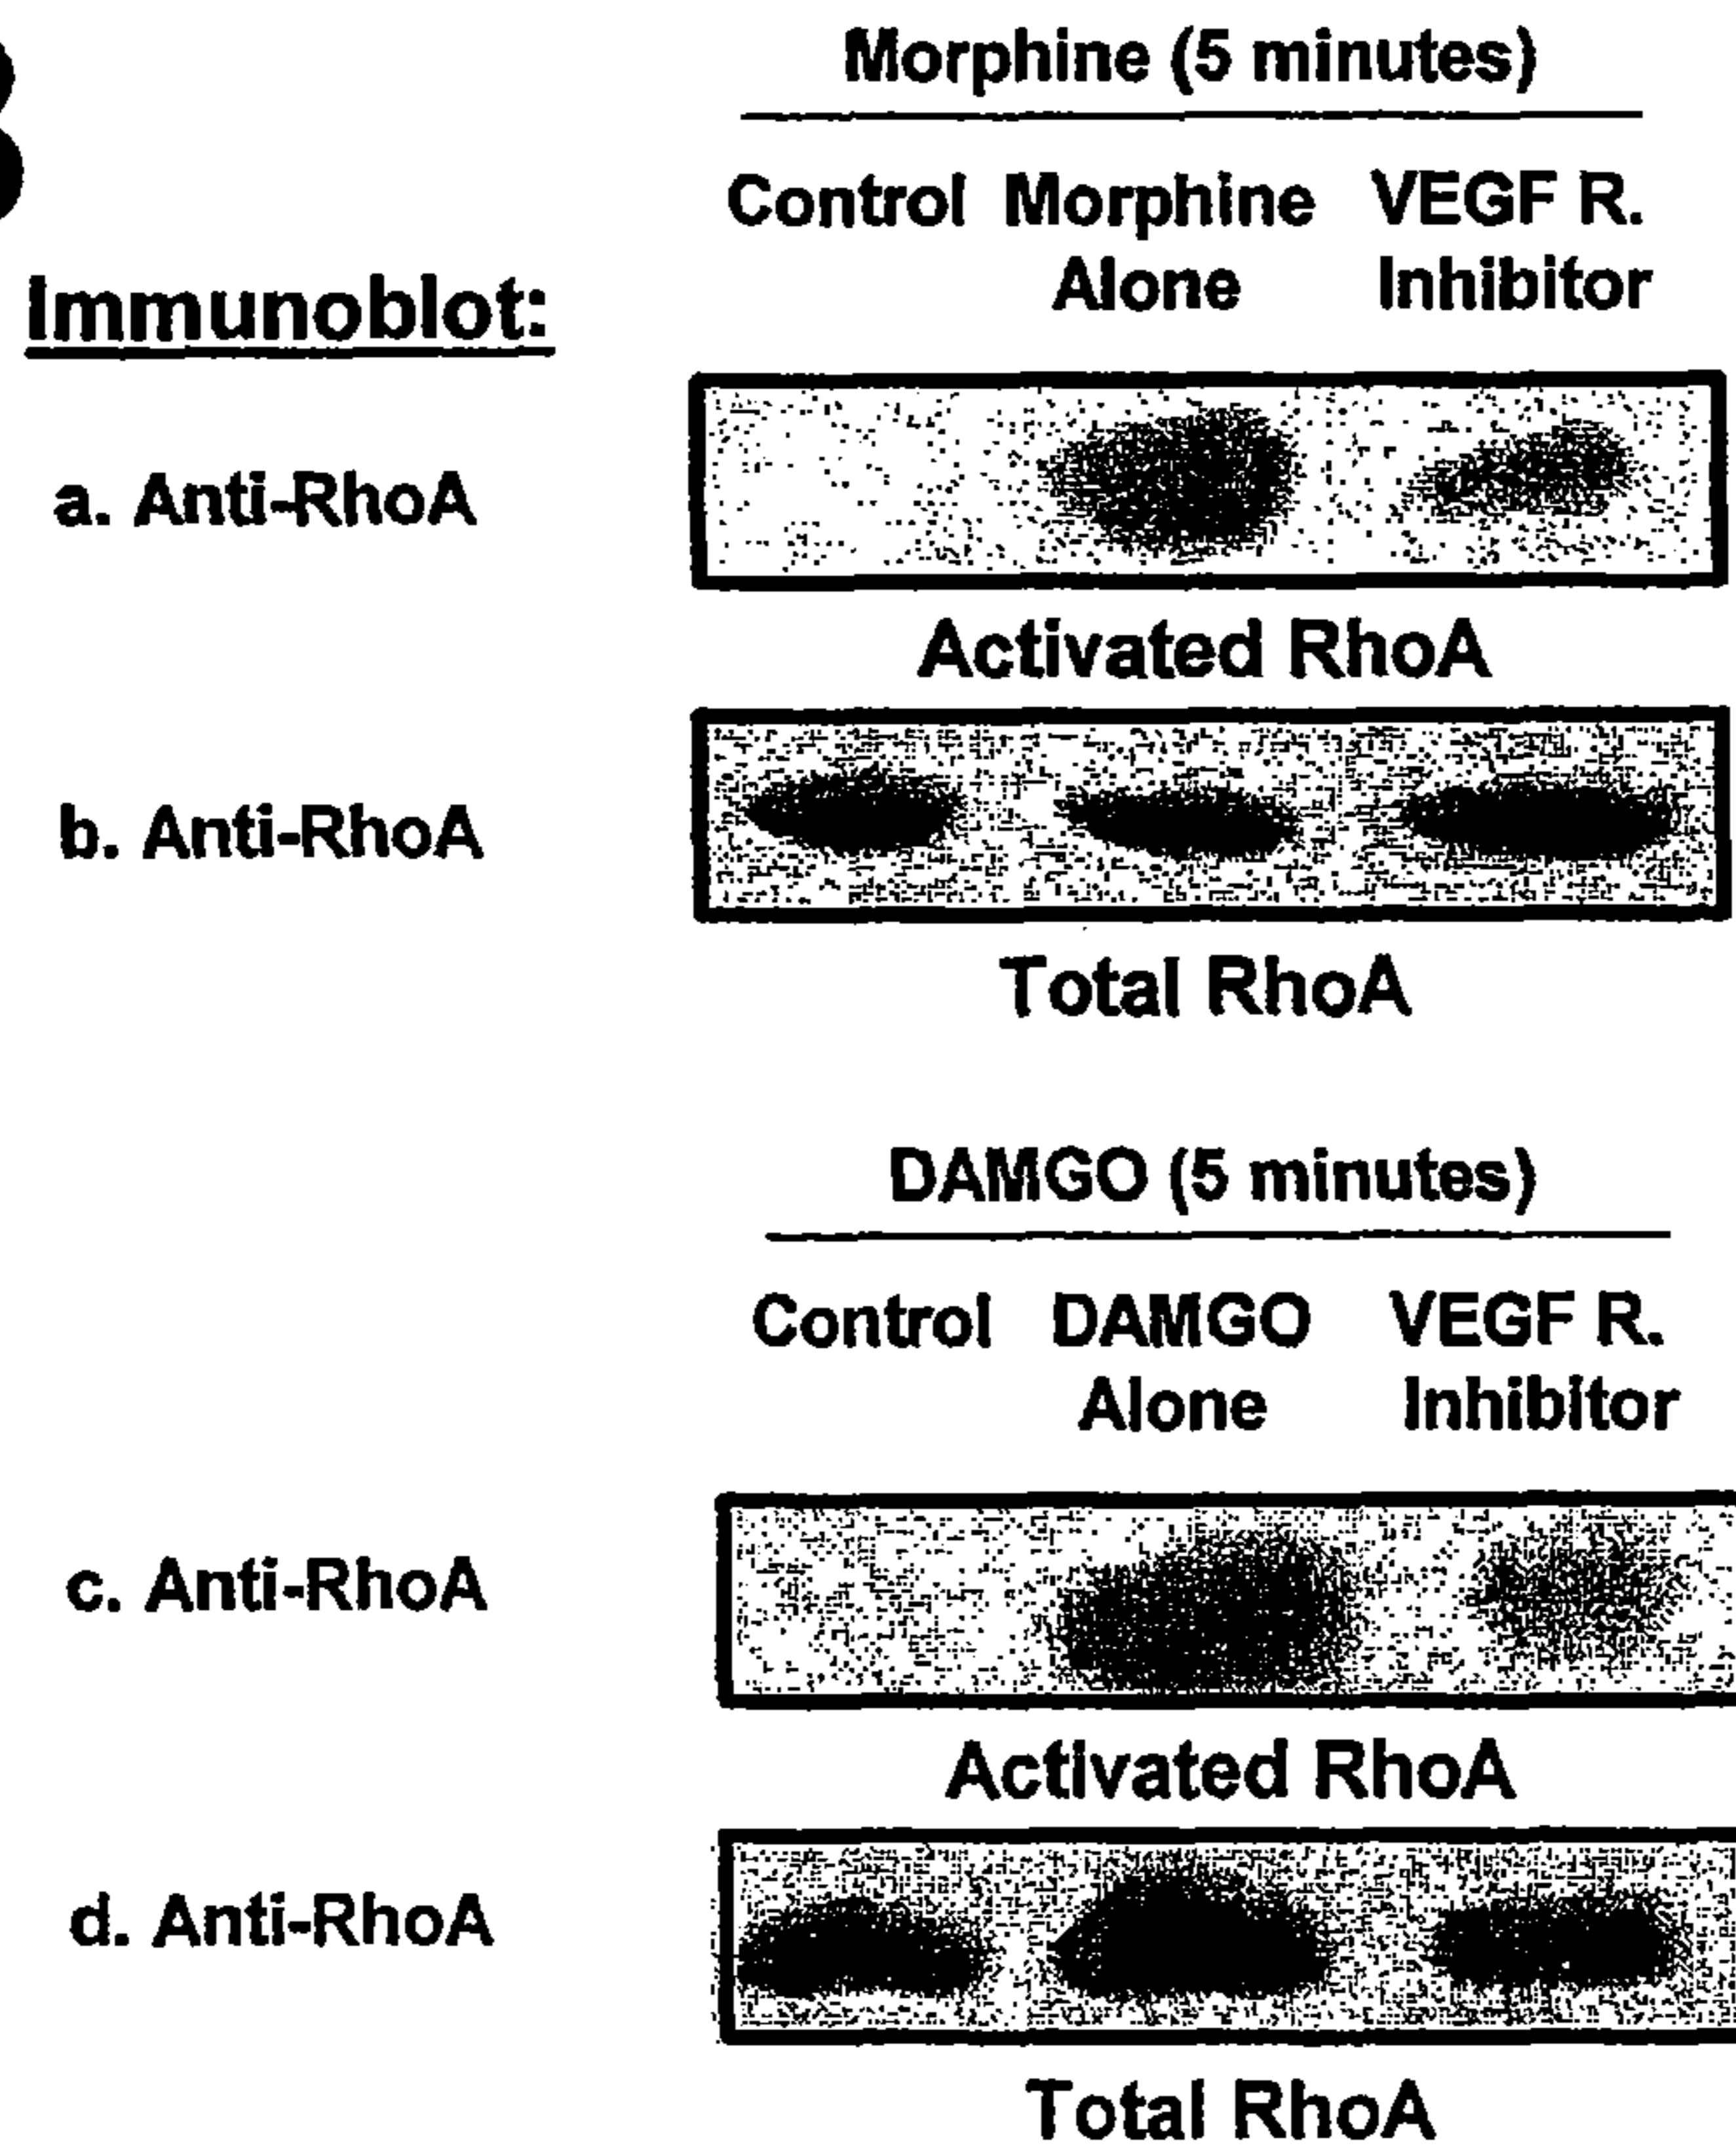 Morphine (5 minutes)
Control Morphine Alone VEGF R. Inhibitor
Immunoblot:
a. Anti-RhoA
Activated RhoA
b. Anti-RhoA
Total RhoA
DAMGO (5 minutes)
Control DAMGO Alone VEGF R. Inhibitor
c. Anti-RhoA
Activated RhoA
d. Anti-RhoA
Total RhoA